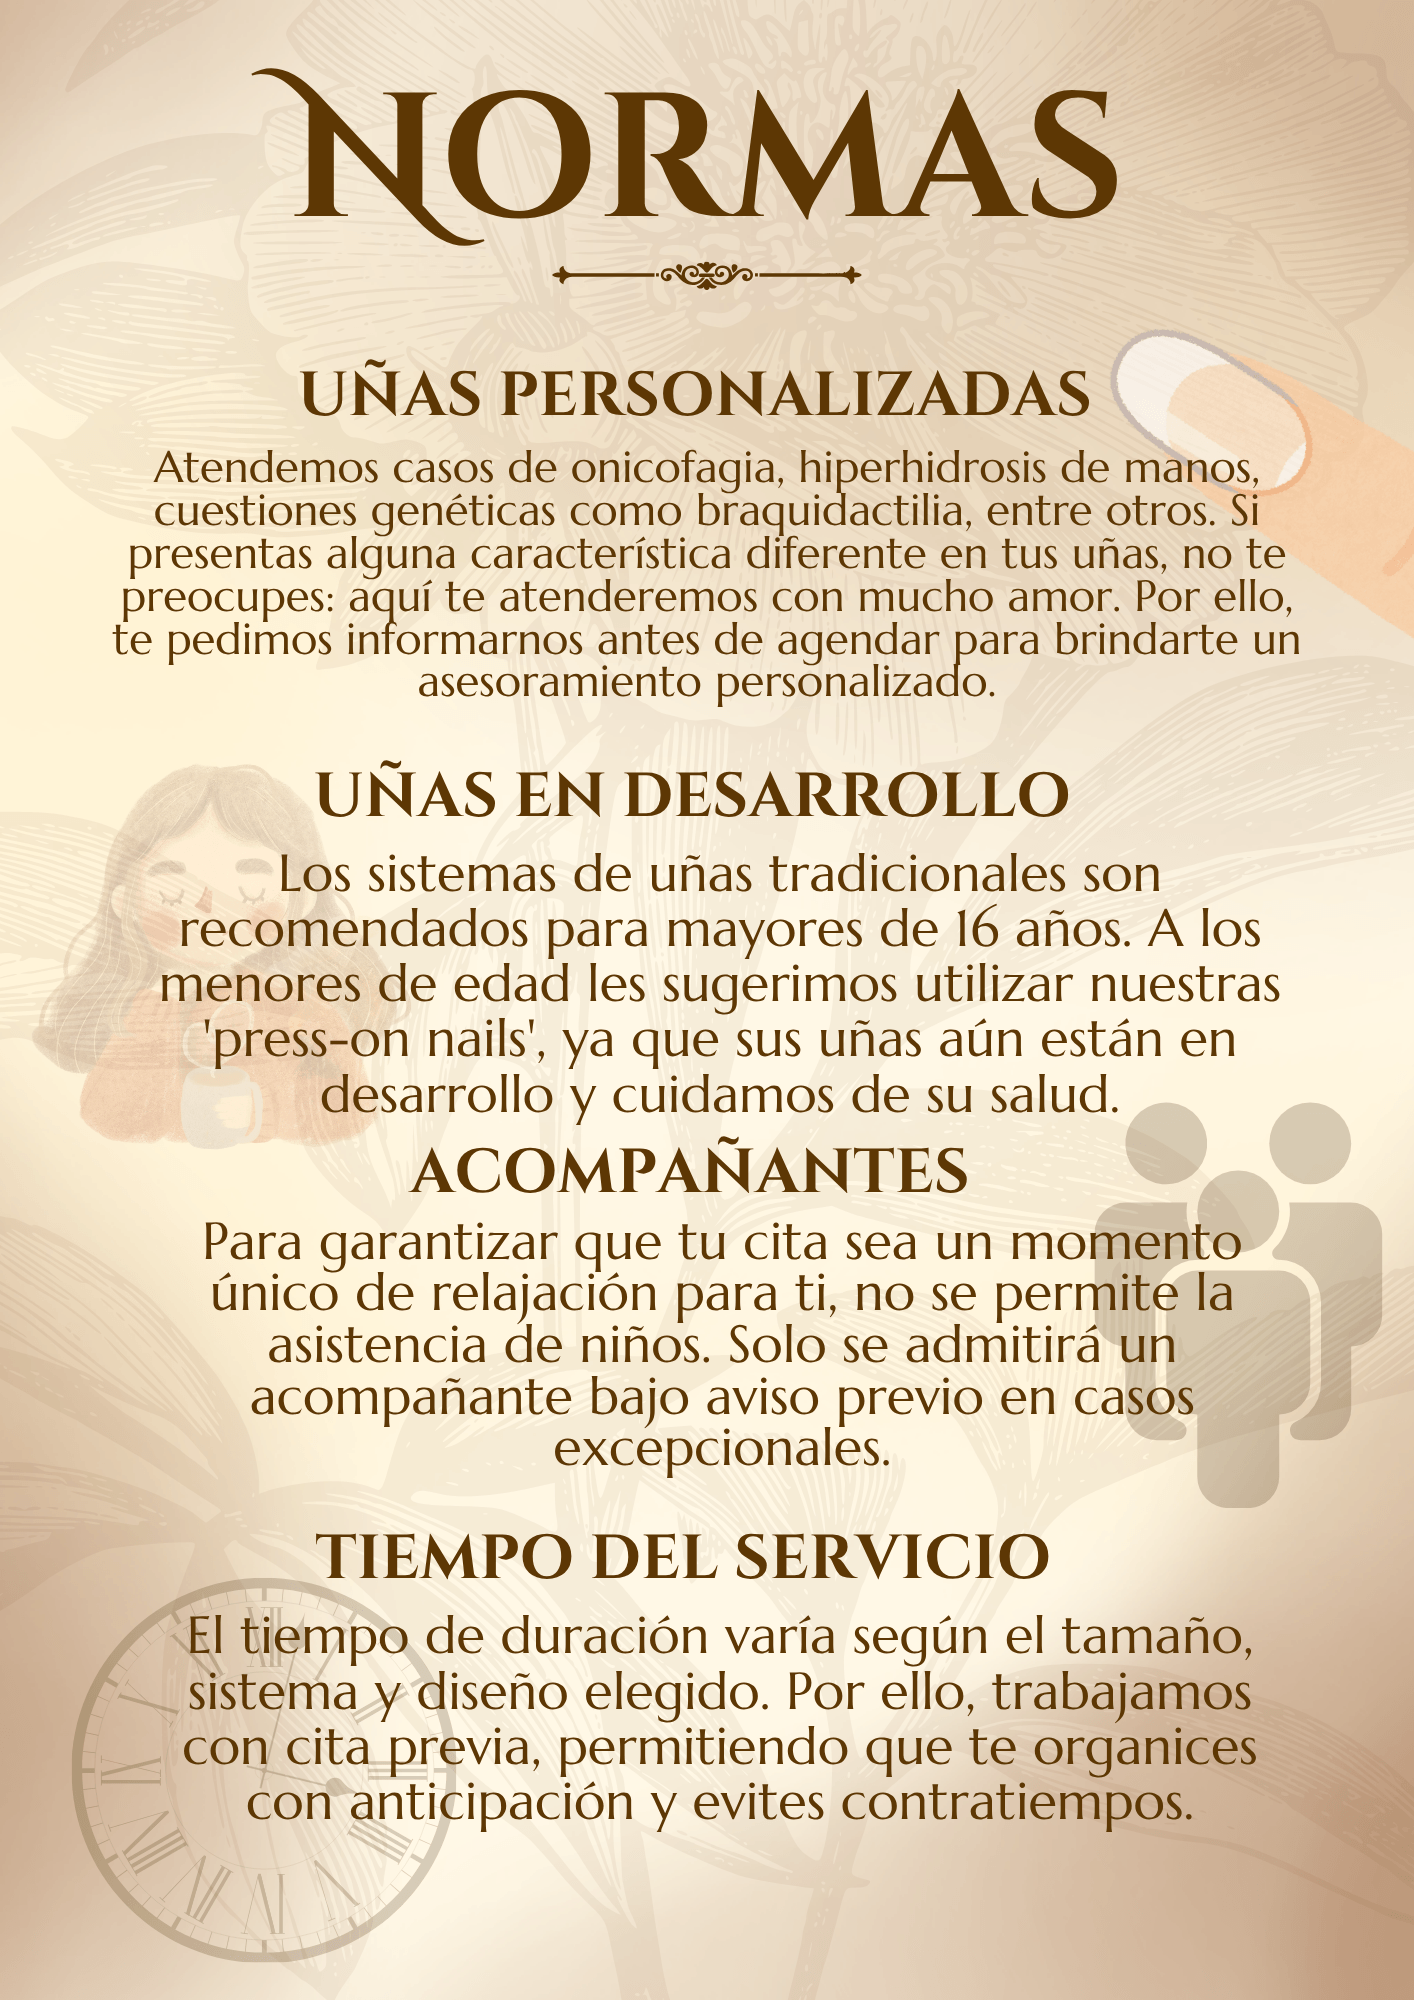 NORMAS
UÑAS PERSONALIZADAS
Atendemos casos de onicofagia, hiperhidrosis de manos,
cuestiones genéticas como braquidactilia, entre otros. Si
presentas alguna característica diferente en tus uñas, no te
preocupes: aquí te atenderemos con mucho amor. Por ello,
te pedimos informarnos antes de agendar para brindarte un
asesoramiento personalizado.
UÑAS EN DESARROLLO
Los sistemas de uñas tradicionales son
recomendados para mayores de 16 años. A los
menores de edad les sugerimos utilizar nuestras
'press-on nails', ya que sus uñas aún están en
desarrollo y cuidamos de su salud.
ACOMPAÑANTES
Para garantizar que tu cita sea un momento
único de relajación para ti, no se permite la
asistencia de niños. Solo se admitirá un
acompañante bajo aviso previo en casos
excepcionales.
TIEMPO DEL SERVICIO
El tiempo de duración varía según el tamaño,
sistema y diseño elegido. Por ello, trabajamos
con cita previa, permitiendo que te organices
con anticipación y evites contratiempos.